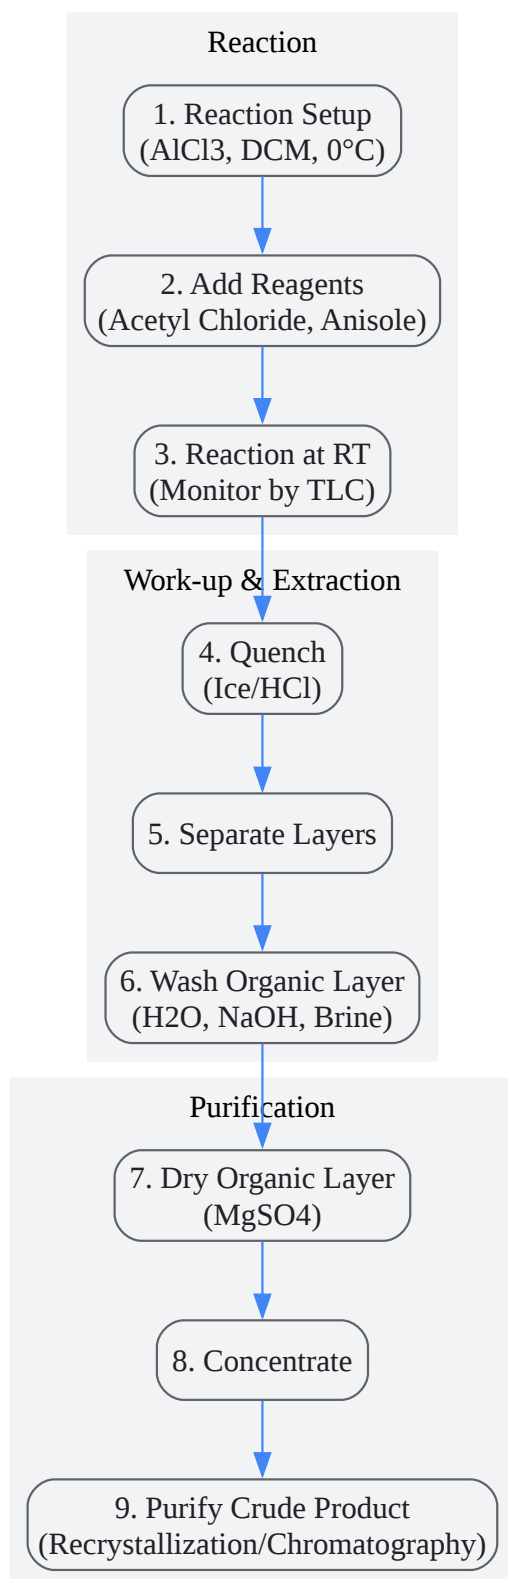 Reaction
1. Reaction Setup
(AlCl3, DCM, 0°C)
2. Add Reagents
(Acetyl Chloride, Anisole)
3. Reaction at RT
(Monitor by TLC)
Work-up & Extraction
4. Quench
(Ice/HCl)
5. Separate Layers
6. Wash Organic Layer
(H2O, NaOH, Brine)
Purification
7. Dry Organic Layer
(MgSO4)
8. Concentrate
9. Purify Crude Product
(Recrystallization/Chromatography)